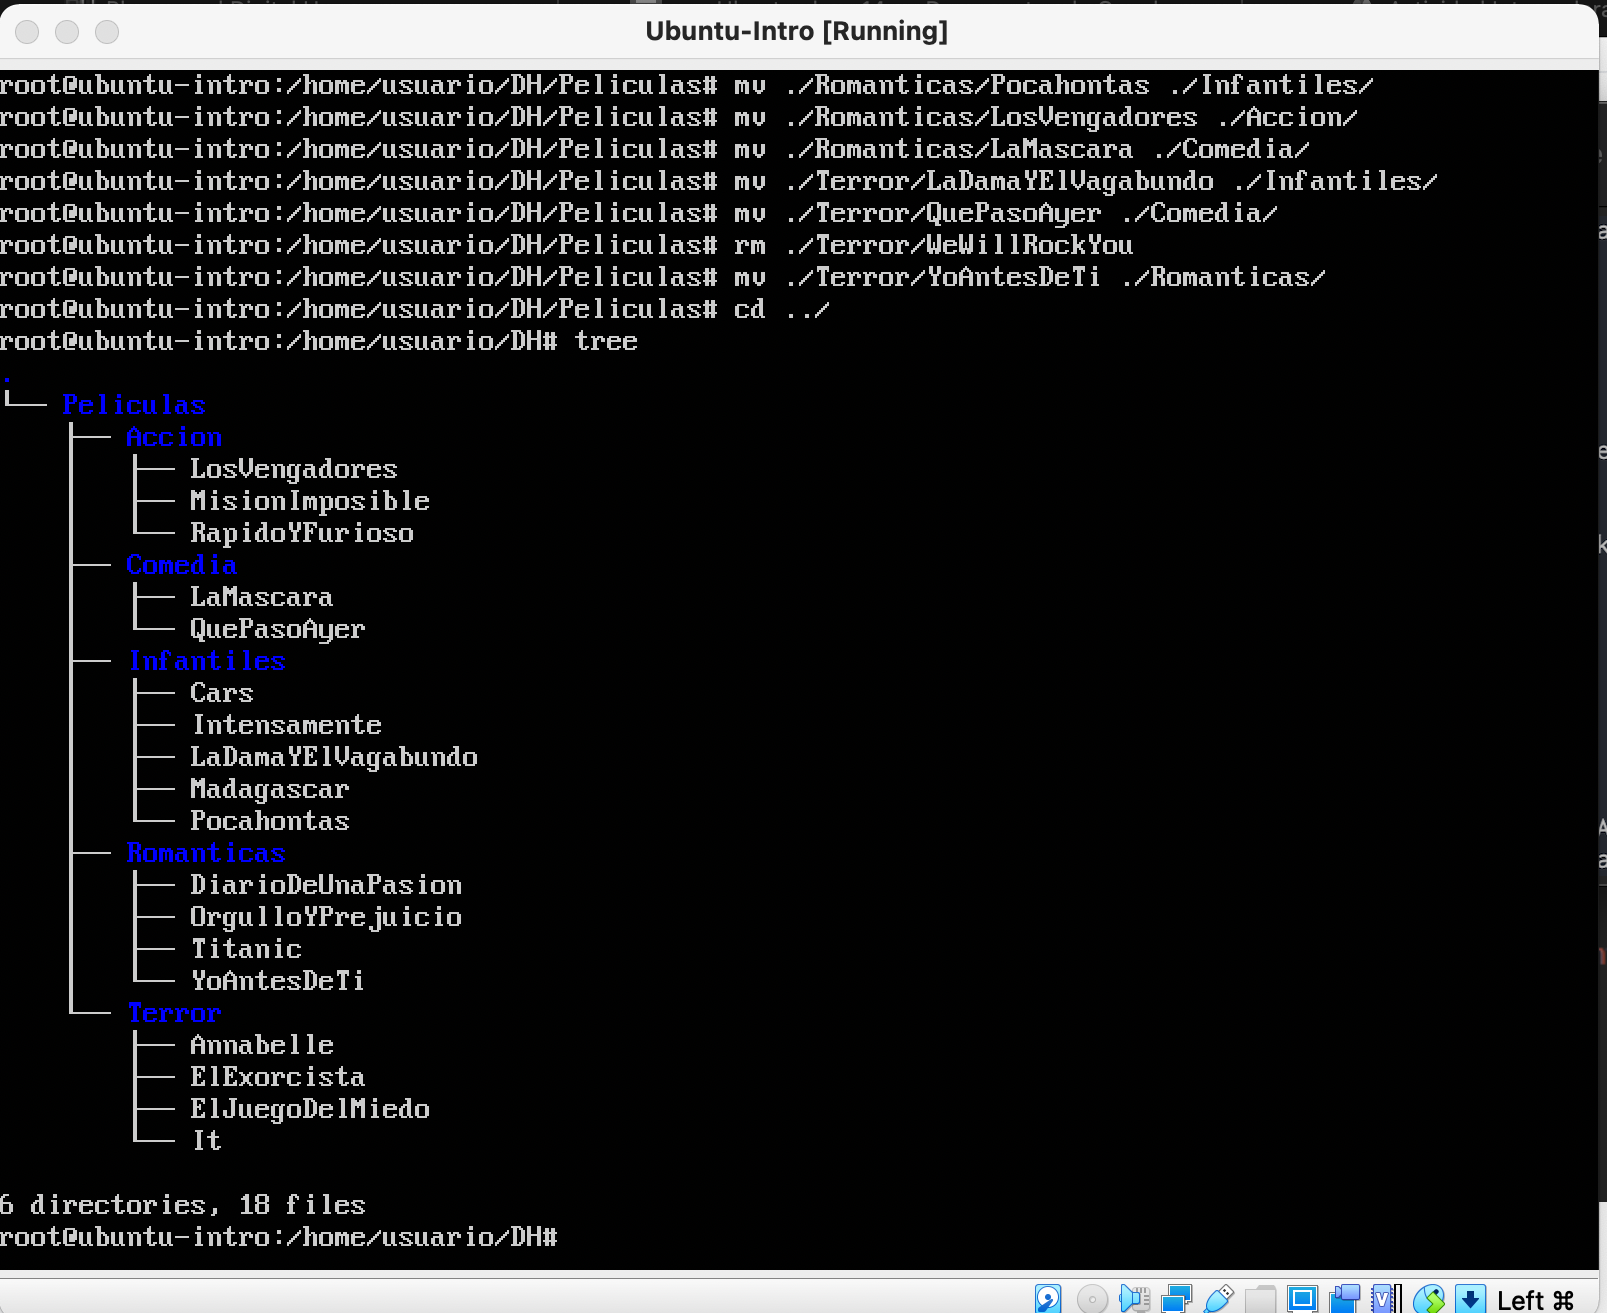 Ubuntu-Intro [Running]
root@ubuntu-intro:/home/usuario/DH/Peliculas# mv ./Romanticas/Pocahontas ./Infantiles/
root@ubuntu-intro:/home/usuario/DH/Peliculas# mv ./Romanticas/LosVengadores ./Accion/
root@ubuntu-intro:/home/usuario/DH/Peliculas# mv ./Romanticas/LaMascara ./Comedia/
root@ubuntu-intro:/home/usuario/DH/Peliculas# mv ./Terror/LaDamaYElVagabundo ./Infantiles/
root@ubuntu-intro:/home/usuario/DH/Peliculas# mv ./Terror/QuePasoAyer ./Comedia/
root@ubuntu-intro:/home/usuario/DH/Peliculas# rm ./Terror/WeWillRockYou
root@ubuntu-intro:/home/usuario/DH/Peliculas# mv ./Terror/YoAntesDeTi ./Romanticas/
root@ubuntu-intro:/home/usuario/DH/Peliculas# cd ../
root@ubuntu-intro:/home/usuario/DH# tree
.
└── Peliculas
    ├── Accion
    │   ├── LosVengadores
    │   ├── MisionImposible
    │   └── RapidoYFurioso
    ├── Comedia
    │   ├── LaMascara
    │   └── QuePasoAyer
    ├── Infantiles
    │   ├── Cars
    │   ├── Intensamente
    │   ├── LaDamaYElVagabundo
    │   ├── Madagascar
    │   └── Pocahontas
    ├── Romanticas
    │   ├── DiarioDeUnaPasion
    │   ├── OrgulloYPrejuicio
    │   ├── Titanic
    │   └── YoAntesDeTi
    └── Terror
        ├── Annabelle
        ├── ElExorcista
        ├── ElJuegoDelMiedo
        └── It
6 directories, 18 files
root@ubuntu-intro:/home/usuario/DH#
Left ⌘